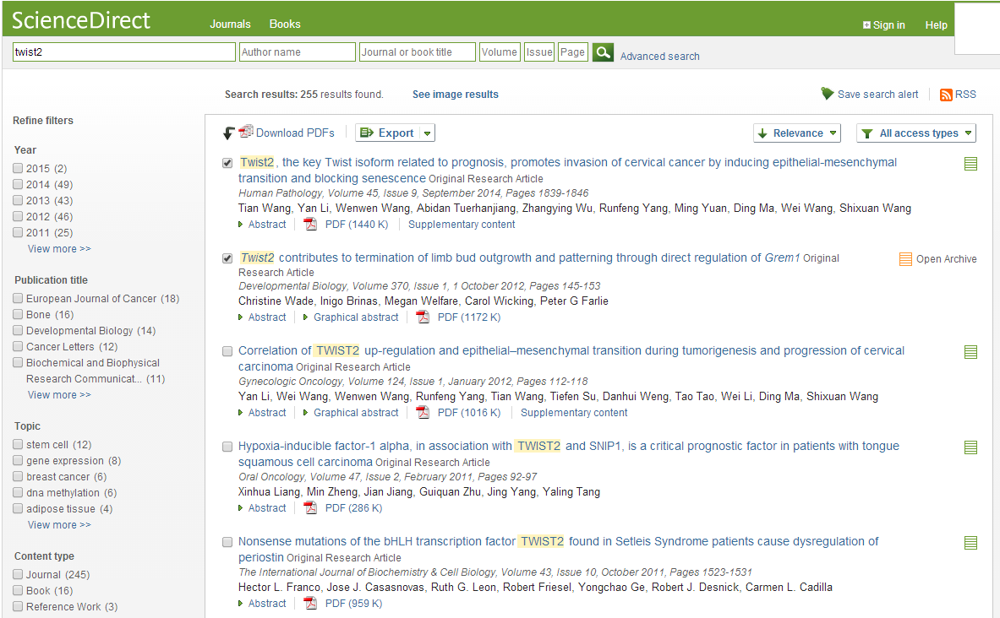 ScienceDirect Journals Books Sign in Help
twist2 Author name Journal or book title Volume Issue Page Advanced search
Search results: 255 results found. See image results Save search alert RSS
Refine filters
Year
2015 (2)
2014 (49)
2013 (43)
2012 (46)
2011 (25)
View more >>
Publication title
European Journal of Cancer (18)
Bone (16)
Developmental Biology (14)
Cancer Letters (12)
Biochemical and Biophysical
Research Communicat... (11)
View more >>
Topic
stem cell (12)
gene expression (8)
breast cancer (6)
dna methylation (6)
adipose tissue (4)
View more >>
Content type
Journal (245)
Book (16)
Reference Work (3)
Download PDFs Export Relevance All access types
Twist2, the key Twist isoform related to prognosis, promotes invasion of cervical cancer by inducing epithelial-mesenchymal
transition and blocking senescence Original Research Article
Human Pathology, Volume 45, Issue 9, September 2014, Pages 1839-1846
Tian Wang, Yan Li, Wenwen Wang, Abidan Tuerhanjiang, Zhangying Wu, Runfeng Yang, Ming Yuan, Ding Ma, Wei Wang, Shixuan Wang
Abstract PDF (1440 K) Supplementary content
Twist2 contributes to termination of limb bud outgrowth and patterning through direct regulation of Grem1 Original Open Archive
Research Article
Developmental Biology, Volume 370, Issue 1, 1 October 2012, Pages 145-153
Christine Wade, Inigo Brinas, Megan Welfare, Carol Wicking, Peter G Farlie
Abstract Graphical abstract PDF (1172 K)
Correlation of TWIST2 up-regulation and epithelial–mesenchymal transition during tumorigenesis and progression of cervical
carcinoma Original Research Article
Gynecologic Oncology, Volume 124, Issue 1, January 2012, Pages 112-118
Yan Li, Wei Wang, Wenwen Wang, Runfeng Yang, Tian Wang, Tiefen Su, Danhui Weng, Tao Tao, Wei Li, Ding Ma, Shixuan Wang
Abstract Graphical abstract PDF (1016 K) Supplementary content
Hypoxia-inducible factor-1 alpha, in association with TWIST2 and SNIP1, is a critical prognostic factor in patients with tongue
squamous cell carcinoma Original Research Article
Oral Oncology, Volume 47, Issue 2, February 2011, Pages 92-97
Xinhua Liang, Min Zheng, Jian Jiang, Guiquan Zhu, Jing Yang, Yaling Tang
Abstract PDF (286 K)
Nonsense mutations of the bHLH transcription factor TWIST2 found in Setleis Syndrome patients cause dysregulation of
periostin Original Research Article
The International Journal of Biochemistry & Cell Biology, Volume 43, Issue 10, October 2011, Pages 1523-1531
Hector L. Franco, Jose J. Casasnovas, Ruth G. Leon, Robert Friesel, Yongchao Ge, Robert J. Desnick, Carmen L. Cadilla
Abstract PDF (959 K)